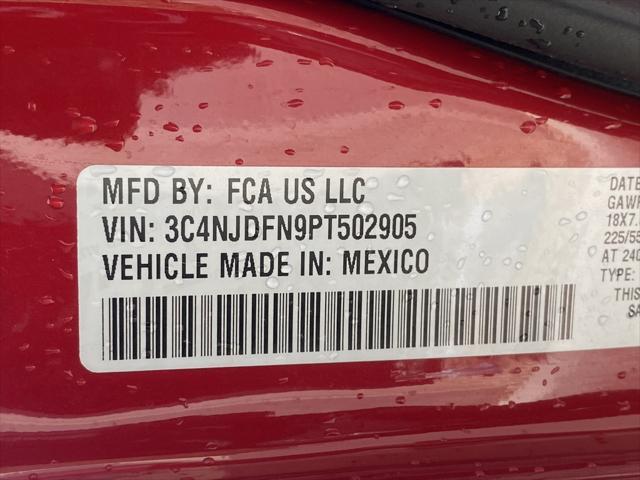 MFD BY: FCA US LLC
VIN: 3C4NJDFN9PT502905
VEHICLE MADE IN: MEXICO
DATE
GAWR
18X7.
225/55
AT 240
TYPE:
THIS